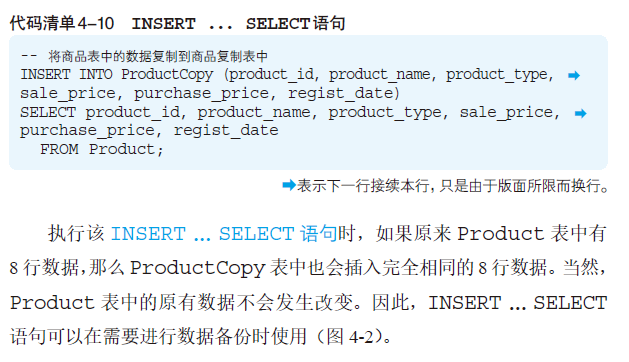 代码清单4-10 INSERT ... SELECT语句
-- 将商品表中的数据复制到商品复制表中
INSERT INTO ProductCopy (product_id, product_name, product_type, ➡
sale_price, purchase_price, regist_date)
SELECT product_id, product_name, product_type, sale_price, ➡
purchase_price, regist_date
FROM Product;
➡表示下一行接续本行，只是由于版面所限而换行。
执行该 INSERT ... SELECT 语句时，如果原来 Product 表中有
8 行数据，那么 ProductCopy 表中也会插入完全相同的 8 行数据。当然，
Product 表中的原有数据不会发生改变。因此，INSERT ... SELECT
语句可以在需要进行数据备份时使用（图 4-2）。